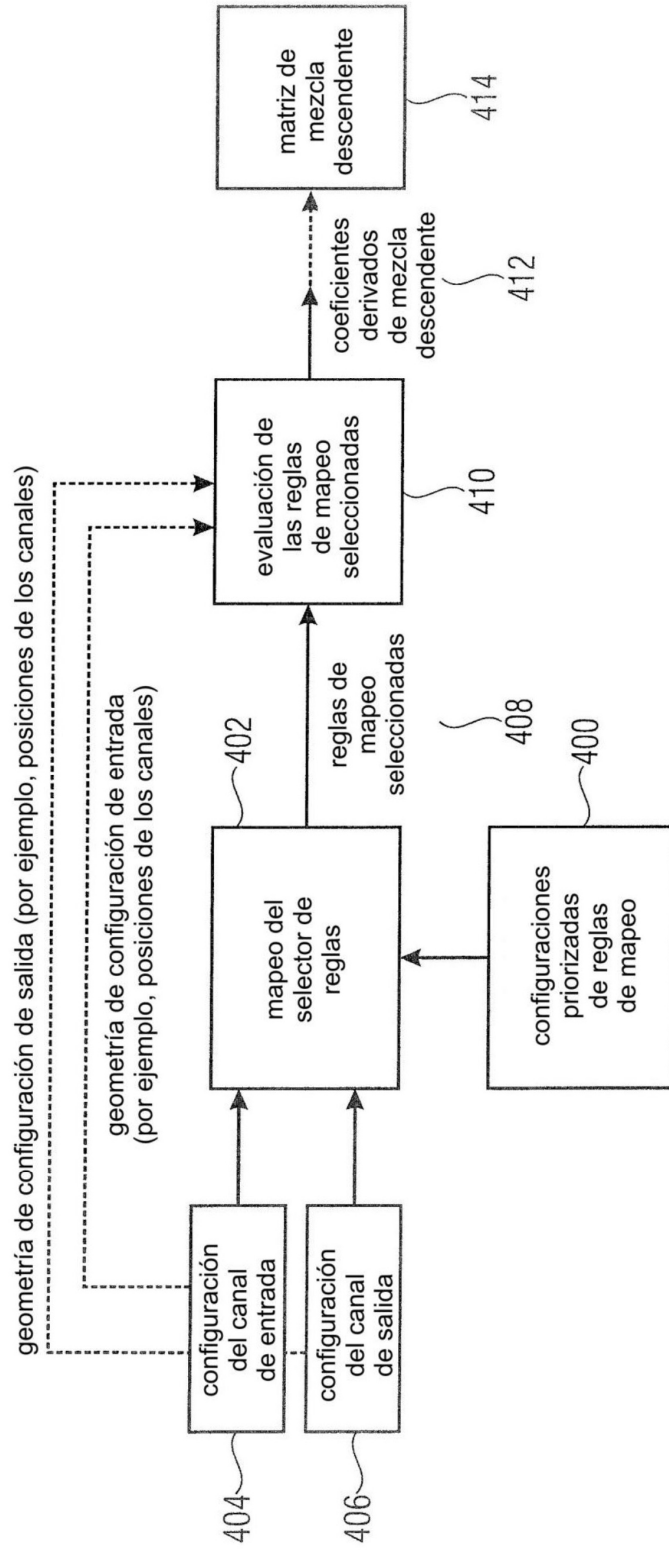 geometría de configuración de salida (por ejemplo, posiciones de los canales)
geometría de configuración de entrada
(por ejemplo, posiciones de los canales)
404
configuración
del canal
de entrada
406
configuración
del canal
de salida
402
mapeo del
selector de
reglas
400
configuraciones
priorizadas
de reglas
de mapeo
reglas de
mapeo
seleccionadas
408
evaluación de
las reglas
de mapeo
seleccionadas
410
coeficientes
derivados
de mezcla
descendente
412
matriz de
mezcla
descendente
414